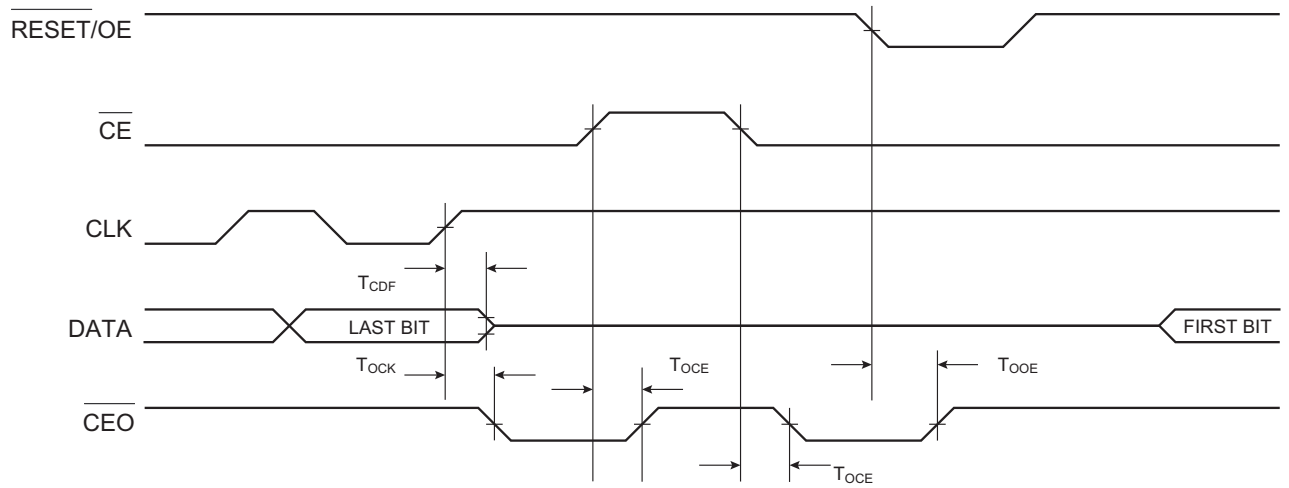 RESET/OE
CE
CLK
TCDF
DATA
LAST BIT
FIRST BIT
TOCK
TOCE
TOOE
CEO
TOCE